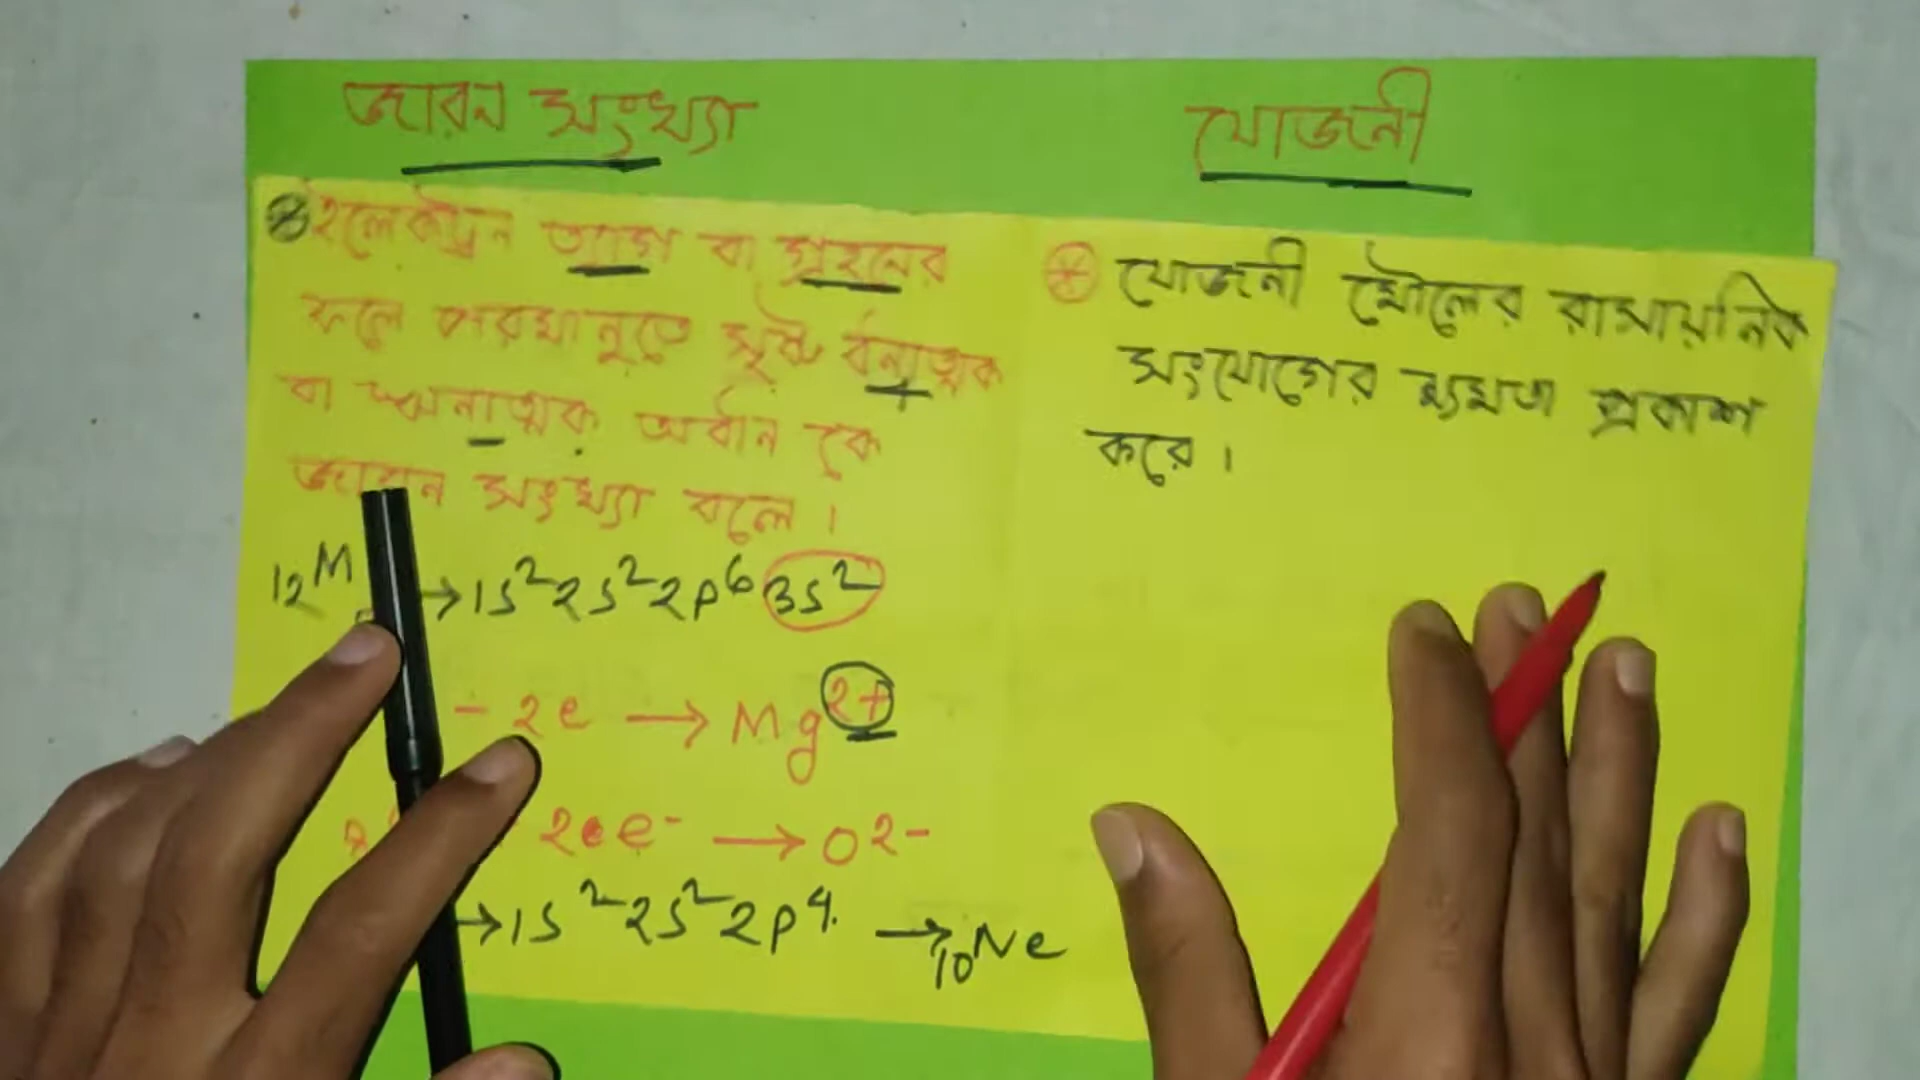 জারন সংখ্যা
যোজনী
ইলেকট্রন ত্যাগ বা গ্রহনের
ফলে পরমানুতে সৃষ্ট ধনাত্মক
বা ঋনাত্মক অর্বান কে
জারন সংখ্যা বলে।
12M → 1s²2s²2p⁶3s²
- 2e → Mg²⁺
2e e⁻ → O²⁻
→ 1s²2s²2p⁴ → ₁₀Ne
যোজনী মৌলের রাসায়নিক
সংযোগের ক্ষমতা প্রকাশ
করে।